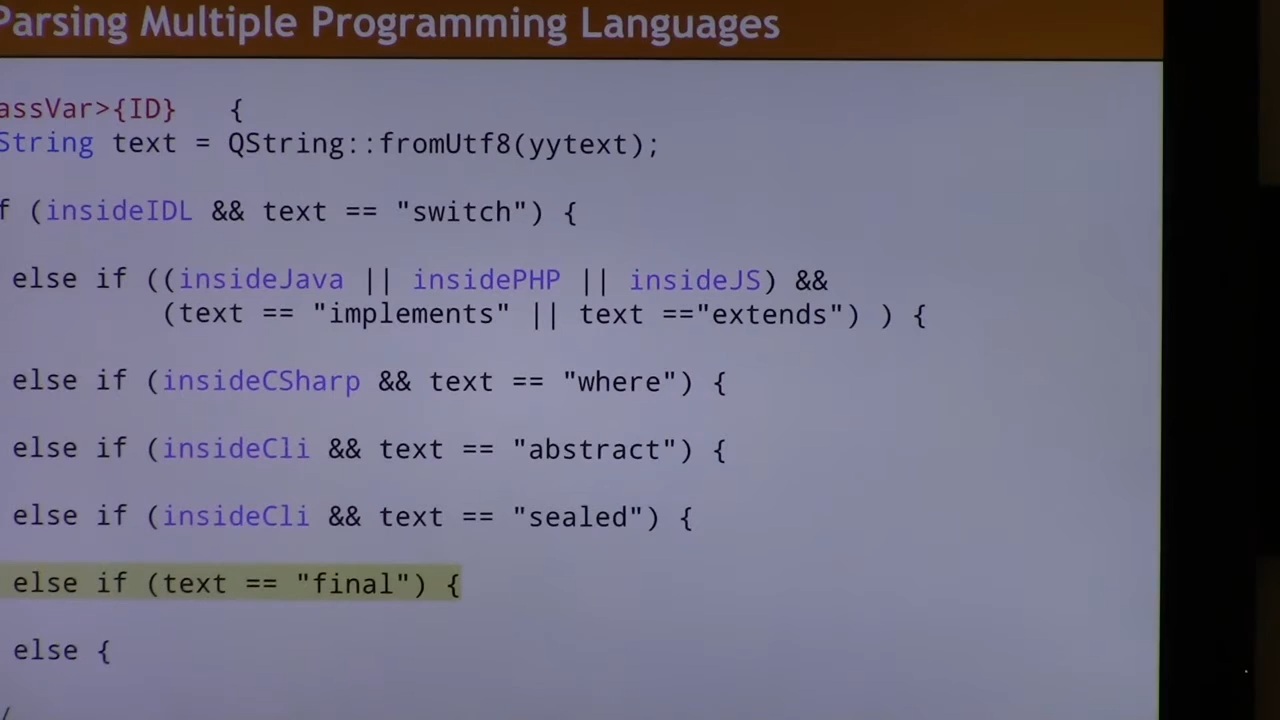 Parsing Multiple Programming Languages
assVar>{ID} {
String text = QString::fromUtf8(yytext);
f (insideIDL && text == "switch") {
else if ((insideJava || insidePHP || insideJS) &&
(text == "implements" || text =="extends") ) {
else if (insideCSharp && text == "where") {
else if (insideCli && text == "abstract") {
else if (insideCli && text == "sealed") {
else if (text == "final") {
else {
/